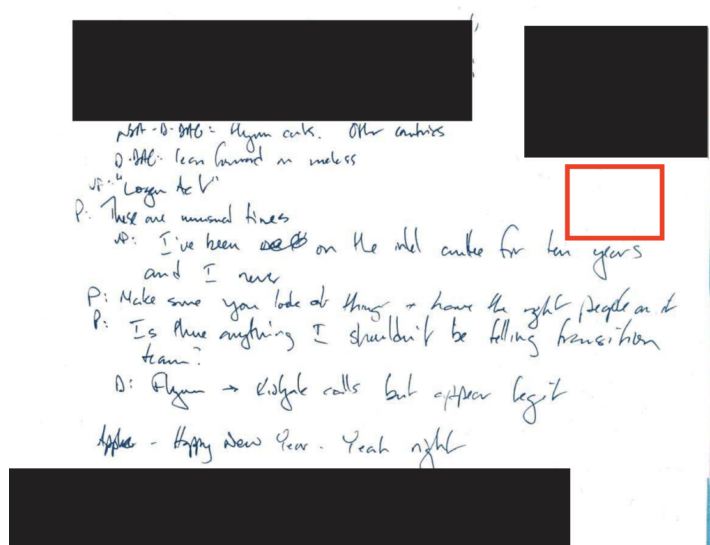 NSA-D-DAG: Flynn cuts. Other countries
D-DAG: lean forward on
VP: "Logan Act"
P: These are unusual times
VP: I've been on the intel cmttee for ten years
and I never
P: Make sure you look at things + have the right people on it
P: Is there anything I shouldn't be telling transition
team?
D: Flynn → Kislyak calls but appear legit
Happy New Year. Yeah right